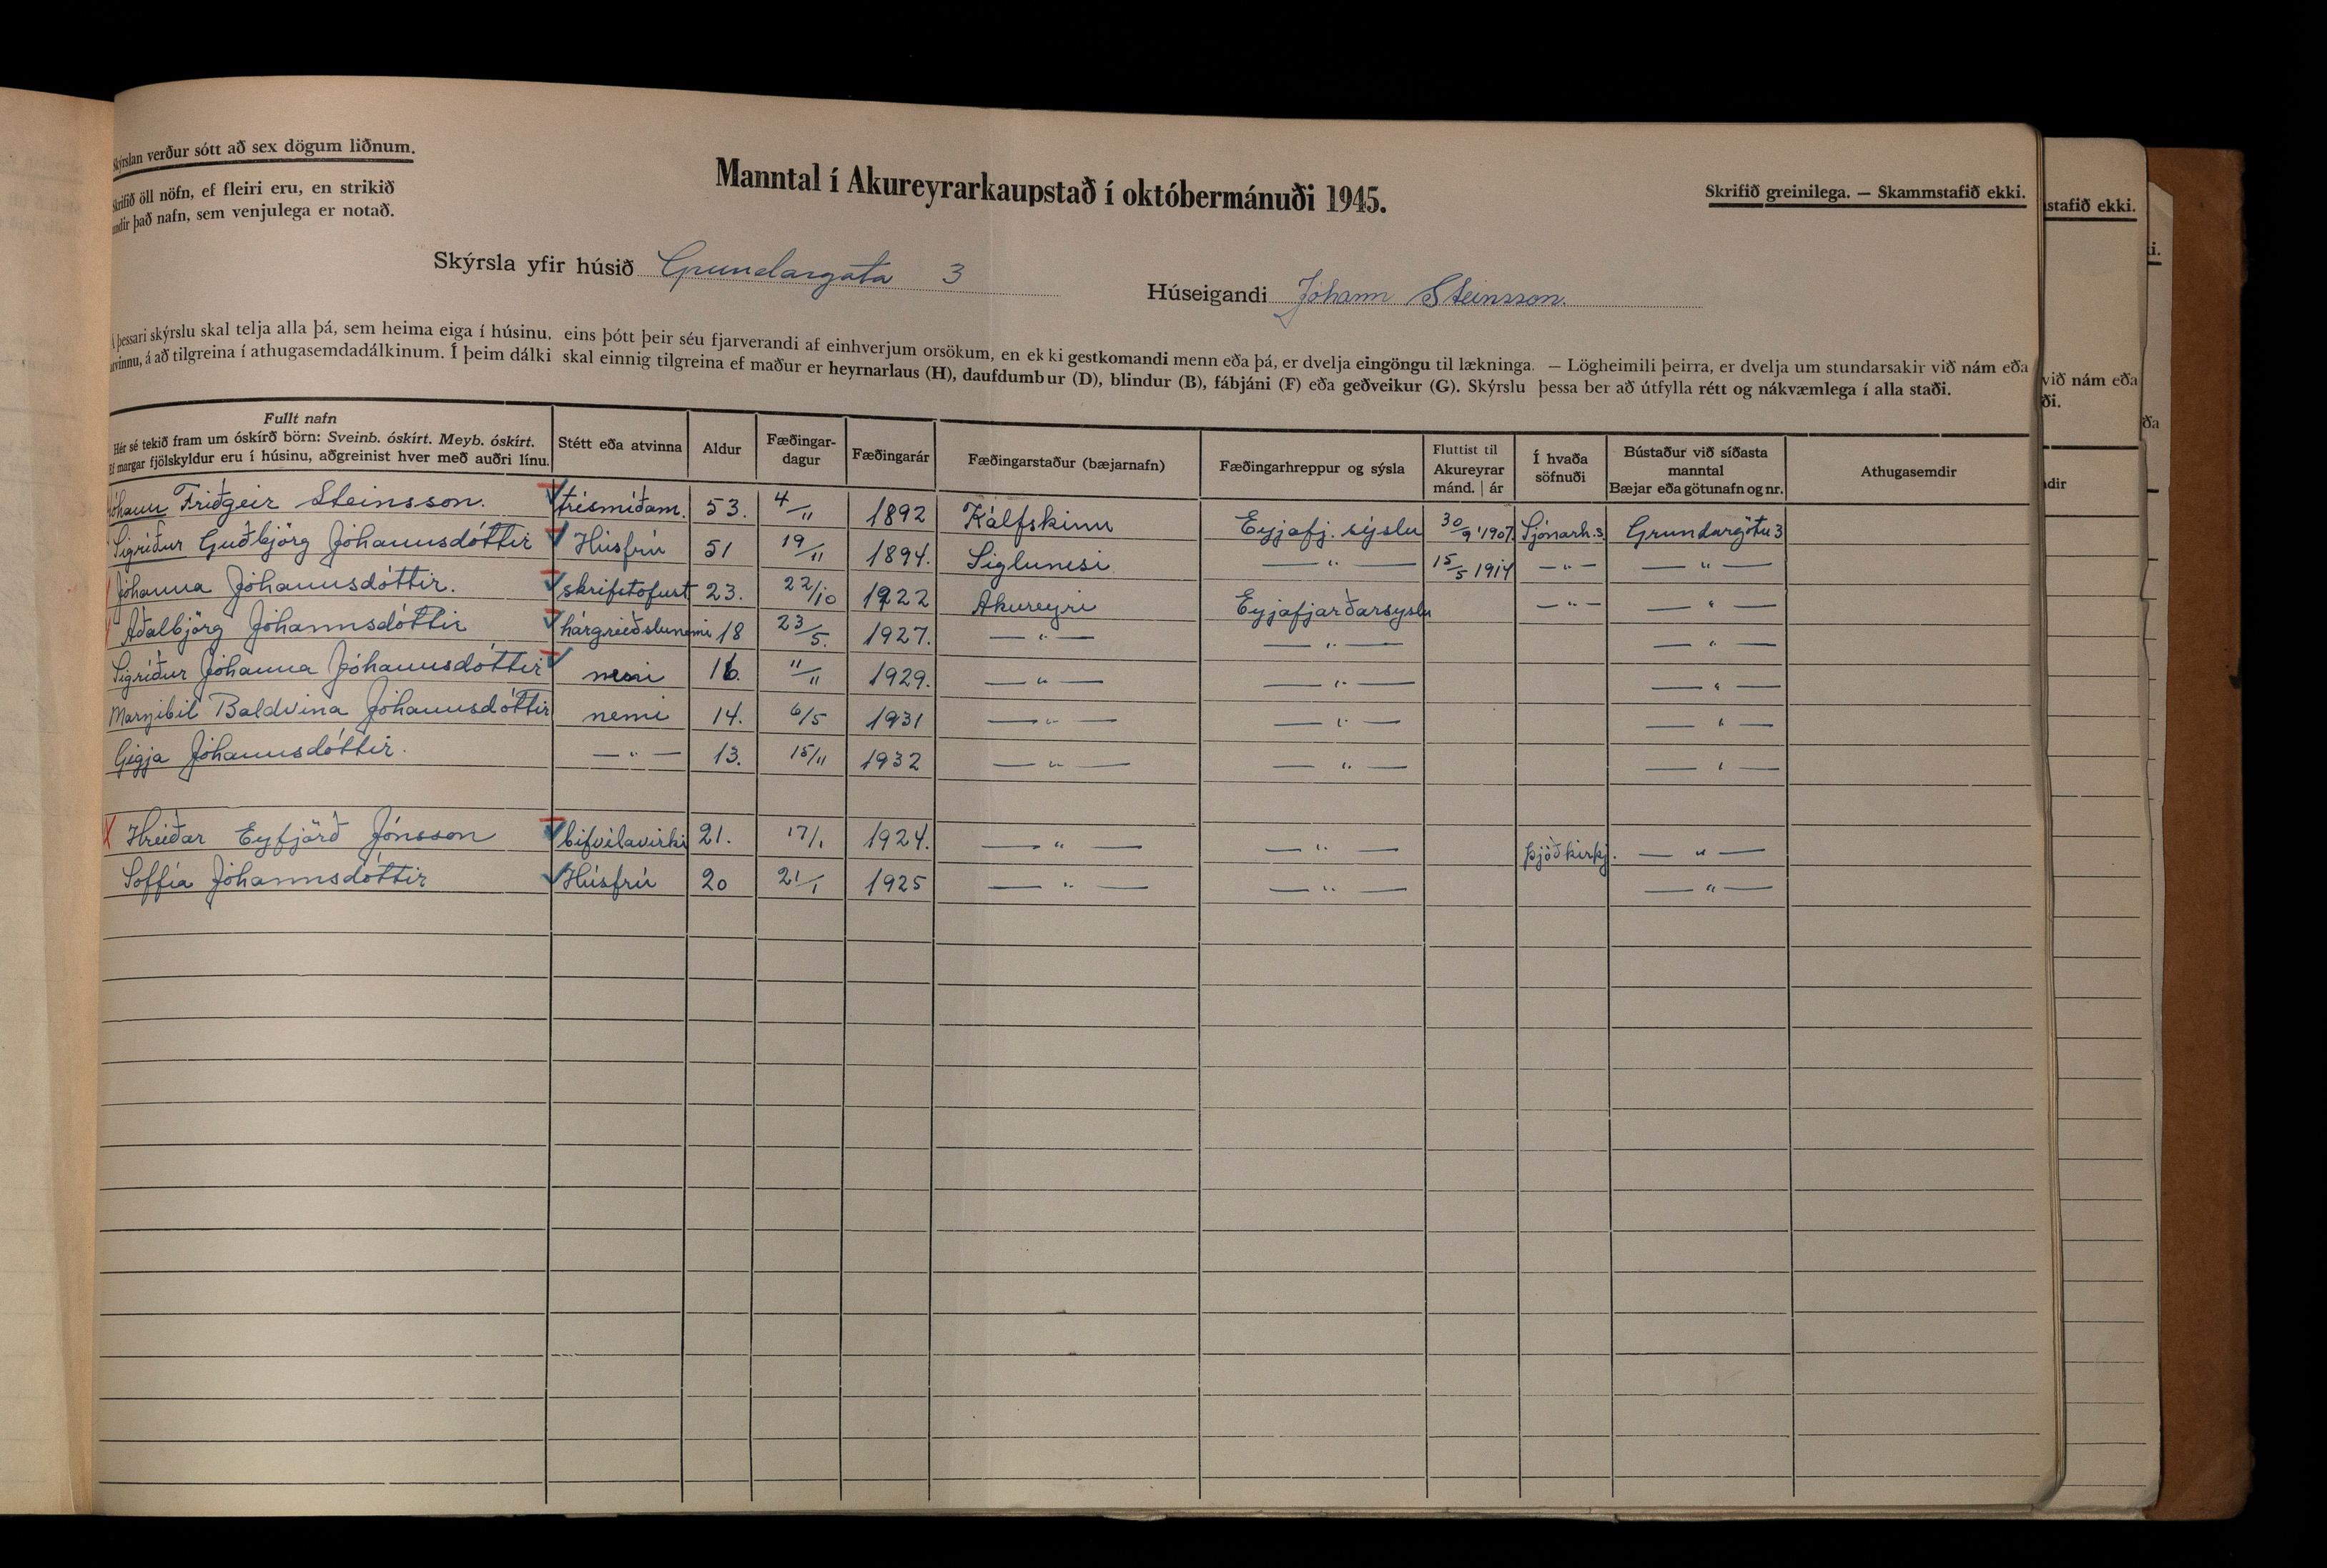 Skýrslan verður sótt að sex dögum liðnum.
Skrifið öll nöfn, ef fleiri eru, en strikið
undir það nafn, sem venjulega er notað.
Manntal í Akureyrarkaupstað í októbermánuði 1945.
Skrifið greinilega. — Skammstafið ekki.
Skýrsla yfir húsið Grundargata 3
Húseigandi Jóhann Steinsson.
Á þessari skýrslu skal telja alla þá, sem heima eiga í húsinu, eins þótt þeir séu fjarverandi af einhverjum orsökum, en ekki gestkomandi menn eða þá, er dvelja eingöngu til lækninga. — Lögheimili þeirra, er dvelja um stundarsakir við nám eða
atvinnu, á að tilgreina í athugasemdadálkinum. Í þeim dálki skal einnig tilgreina ef maður er heyrnarlaus (H), daufdumbur (D), blindur (B), fábjáni (F) eða geðveikur (G). Skýrslu þessa ber að útfylla rétt og nákvæmlega í alla staði.
Fullt nafn
Hér sé tekið fram um óskírð börn: Sveinb. óskírt. Meyb. óskírt.
Ef margar fjölskyldur eru í húsinu, aðgreinist hver með auðri línu.
Stétt eða atvinna
Aldur
Fæðingar-
dagur
Fæðingarár
Fæðingarstaður (bæjarnafn)
Fæðingarhreppur og sýsla
Fluttist til
Akureyrar
mánd. | ár
Í hvaða
söfnuði
Bústaður við síðasta
manntal
Bæjar eða götunafn og nr.
Athugasemdir
Jóhann Friðgeir Steinsson. trésmíðam. 53. 4/11 1892 Kálfskinn Eyjafj. sýslu 30/9 1907. Sjónarh.s. Grundargötu 3
Sigríður Guðbjörg Jóhannsdóttir Húsfrú 51 19/11 1894. Siglunesi — " — 15/5 1914 — " — — " —
Jóhanna Jóhannsdóttir. skrifstofust 23. 22/10 1922 Akureyri Eyjafjarðarsýslu — " — — " —
Aðalbjörg Jóhannsdóttir hárgreiðslunemi 18 23/5. 1927. — " — — " — — " —
Sigríður Jóhanna Jóhannsdóttir nemi 16. 11/11 1929. — " — — " — — " —
Marzibil Baldvina Jóhannsdóttir nemi 14. 6/5 1931 — " — — " — — " —
Gígja Jóhannsdóttir. — " — 13. 15/11 1932 — " — — " — — " —
Hreiðar Eyfjörð Jónsson bifvélavirki 21. 17/1 1924. — " — — " — þjóðkirkj. — " —
Soffía Jóhannsdóttir Húsfrú 20 21/1 1925 — " — — " — — " —
stafið ekki.
við nám eða
ði.